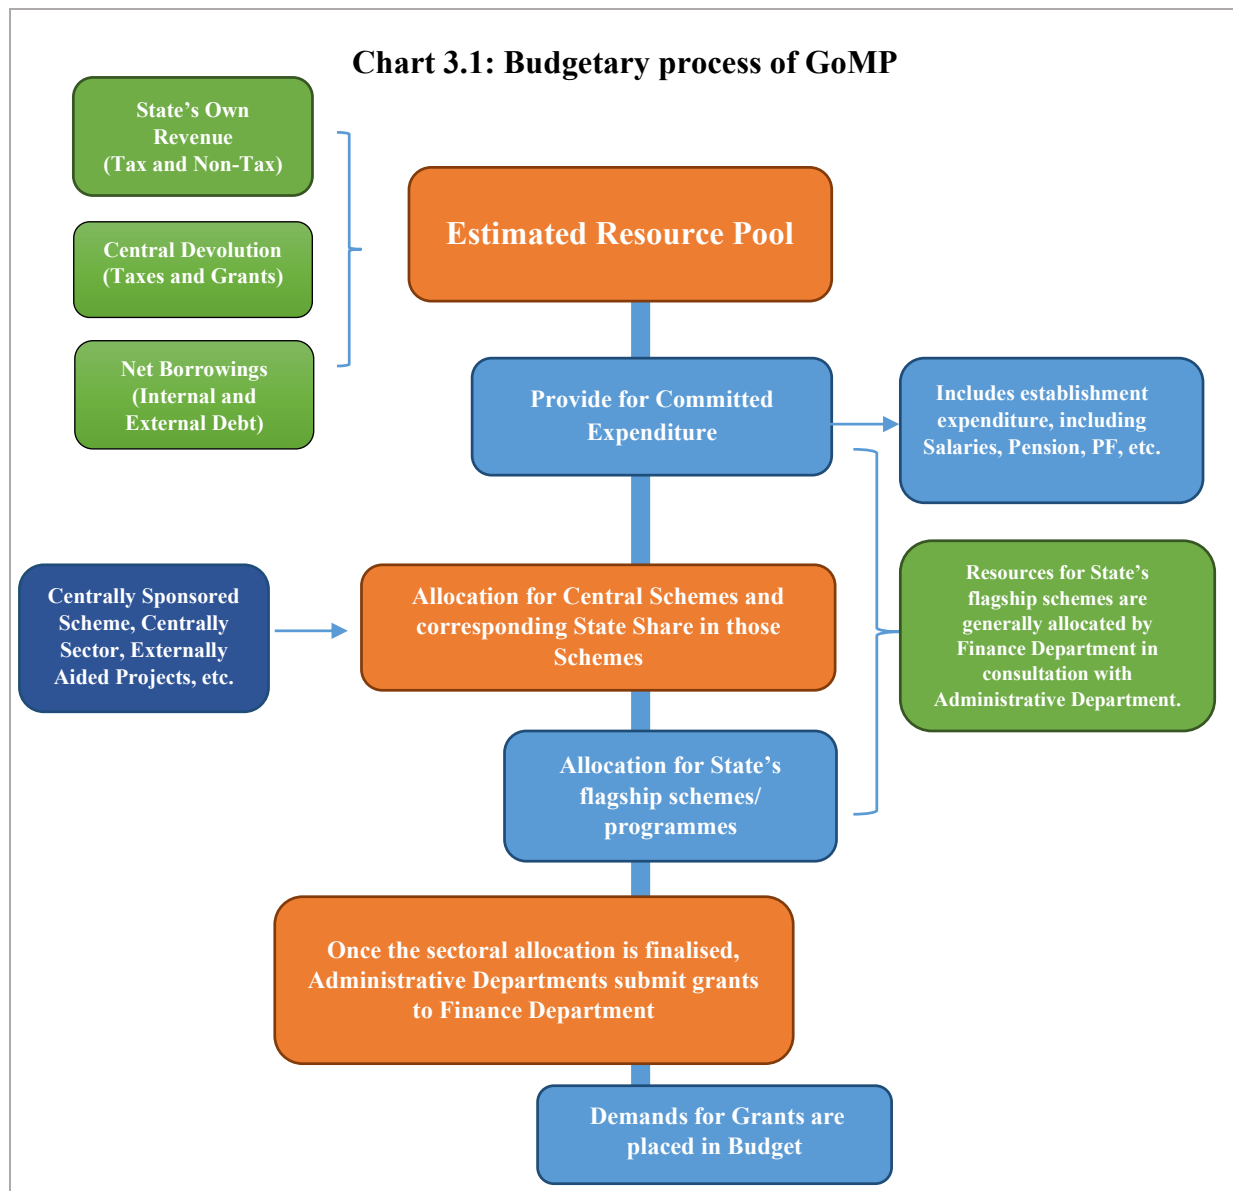 Chart 3.1: Budgetary process of GoMP
State’s Own
Revenue
(Tax and Non-Tax)
Central Devolution
(Taxes and Grants)
Net Borrowings
(Internal and
External Debt)
Estimated Resource Pool
Provide for Committed
Expenditure
Includes establishment
expenditure, including
Salaries, Pension, PF, etc.
Centrally Sponsored
Scheme, Centrally
Sector, Externally
Aided Projects, etc.
Allocation for Central Schemes and
corresponding State Share in those
Schemes
Resources for State’s
flagship schemes are
generally allocated by
Finance Department in
consultation with
Administrative Department.
Allocation for State’s
flagship schemes/
programmes
Once the sectoral allocation is finalised,
Administrative Departments submit grants
to Finance Department
Demands for Grants are
placed in Budget